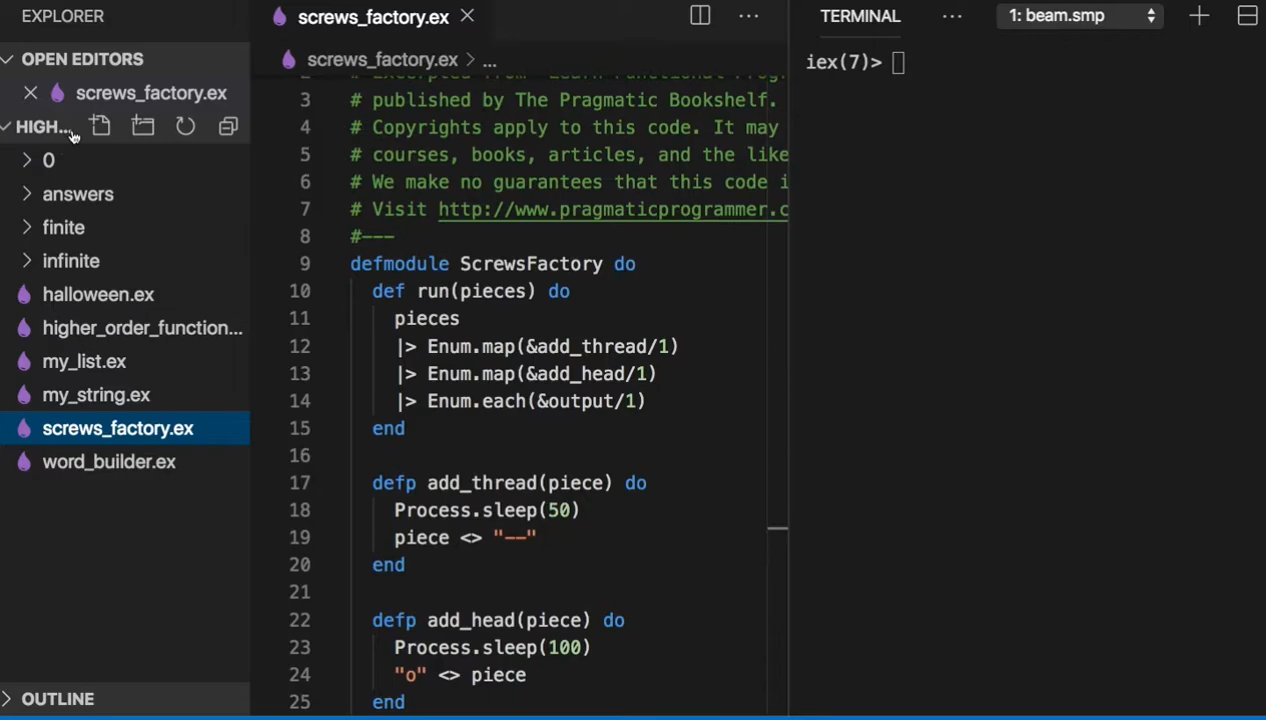 EXPLORER
OPEN EDITORS
screws_factory.ex
HIGH...
0
answers
finite
infinite
halloween.ex
higher_order_function...
my_list.ex
my_string.ex
screws_factory.ex
word_builder.ex
OUTLINE
screws_factory.ex
screws_factory.ex > ...
3 # published by The Pragmatic Bookshelf.
4 # Copyrights apply to this code. It may
5 # courses, books, articles, and the like
6 # We make no guarantees that this code i
7 # Visit http://www.pragmaticprogrammer.c
8 #---
9 defmodule ScrewsFactory do
10 def run(pieces) do
11 pieces
12 |> Enum.map(&add_thread/1)
13 |> Enum.map(&add_head/1)
14 |> Enum.each(&output/1)
15 end
16
17 defp add_thread(piece) do
18 Process.sleep(50)
19 piece <> "--"
20 end
21
22 defp add_head(piece) do
23 Process.sleep(100)
24 "o" <> piece
25 end
TERMINAL
...
1: beam.smp
iex(7)>